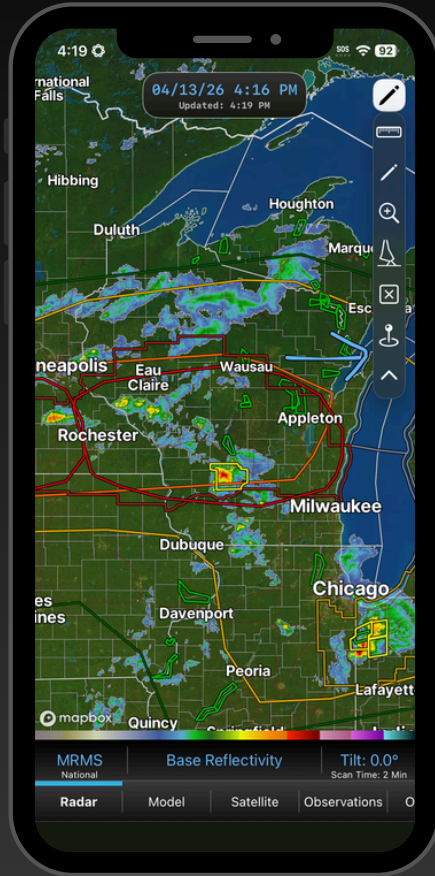 4:19
SOS 92
04/13/26 4:16 PM
Updated: 4:19 PM
rnational
Falls
Hibbing
Houghton
Duluth
Marqu
Esc
neapolis
Eau
Claire
Wausau
Appleton
Rochester
Milwaukee
Dubuque
Chicago
es
ines
Davenport
Peoria
Lafayett
mapbox
Quincy
MRMS
National
Base Reflectivity
Tilt: 0.0°
Scan Time: 2 Min
Radar Model Satellite Observations O